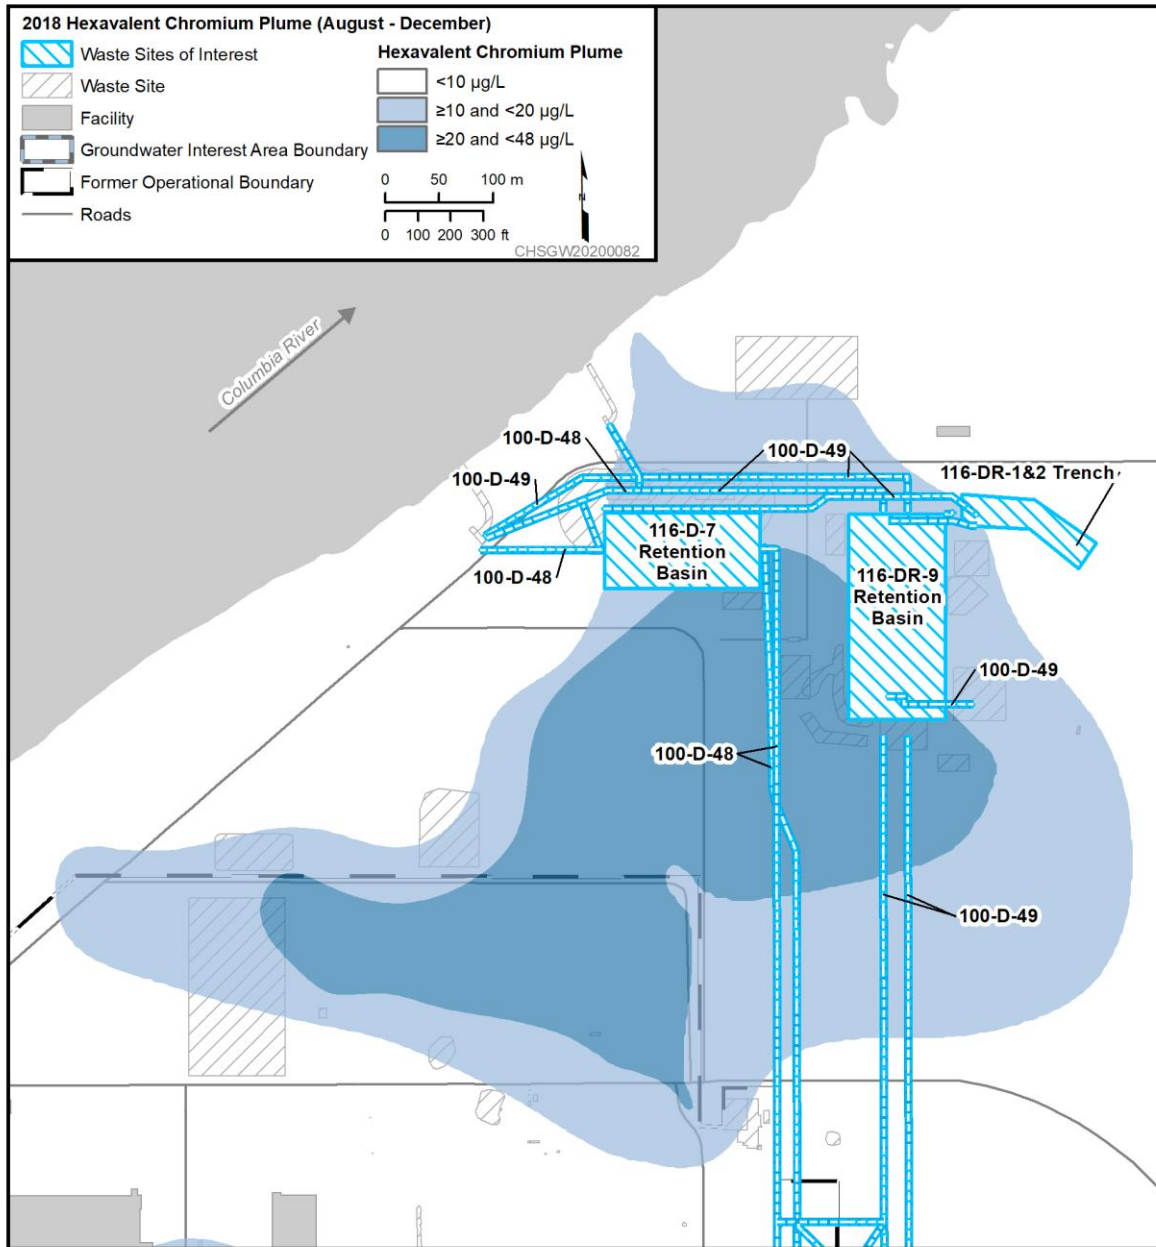 2018 Hexavalent Chromium Plume (August - December)
Waste Sites of Interest
Waste Site
Facility
Groundwater Interest Area Boundary
Former Operational Boundary
Roads
Hexavalent Chromium Plume
<10 µg/L
≥10 and <20 µg/L
≥20 and <48 µg/L
0 50 100 m
0 100 200 300 ft
N
CHSGW20200082
Columbia River
100-D-48
100-D-49
100-D-49
116-DR-1&2 Trench
116-D-7
Retention
Basin
100-D-48
116-DR-9
Retention
Basin
100-D-49
100-D-48
100-D-49